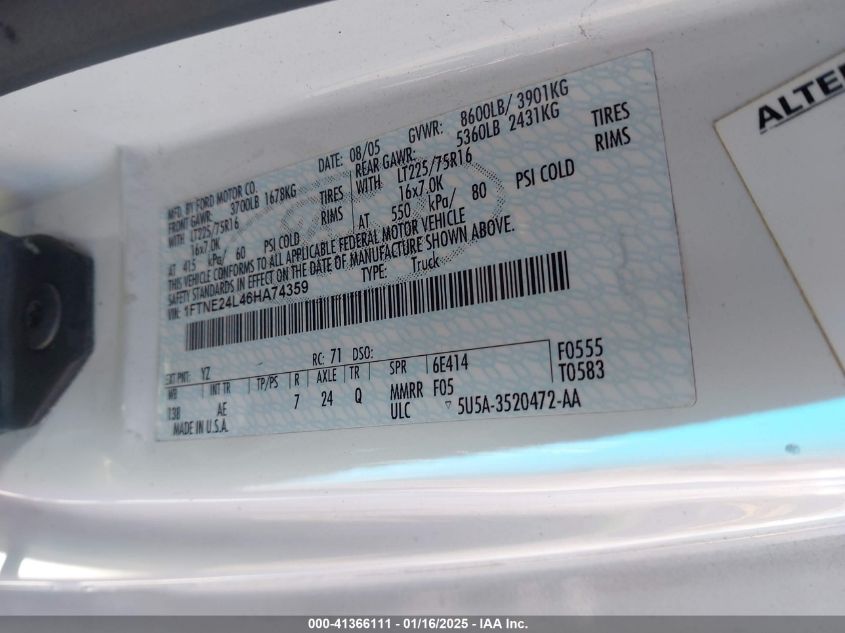 MFD. BY FORD MOTOR CO.
DATE: 08/05 GVWR: 8600LB/ 3901KG
FRONT GAWR: 3700LB 1678KG
REAR GAWR: 5360LB 2431KG
WITH LT225/75R16 TIRES
WITH LT225/75R16 TIRES
16x7.0K RIMS
16x7.0K RIMS
AT 415 kPa/ 60 PSI COLD
AT 550 kPa/ 80 PSI COLD
THIS VEHICLE CONFORMS TO ALL APPLICABLE FEDERAL MOTOR VEHICLE
SAFETY STANDARDS IN EFFECT ON THE DATE OF MANUFACTURE SHOWN ABOVE.
VIN: 1FTNE24L46HA74359
TYPE: Truck
EXT PNT: YZ RC: 71 DSO:
WB INT TR TP/PS R AXLE TR SPR 6E414 F0555
138 AE 7 24 Q MMRR F05 T0583
MADE IN U.S.A. ULC 5U5A-3520472-AA
ALTER
000-41366111 - 01/16/2025 - IAA Inc.